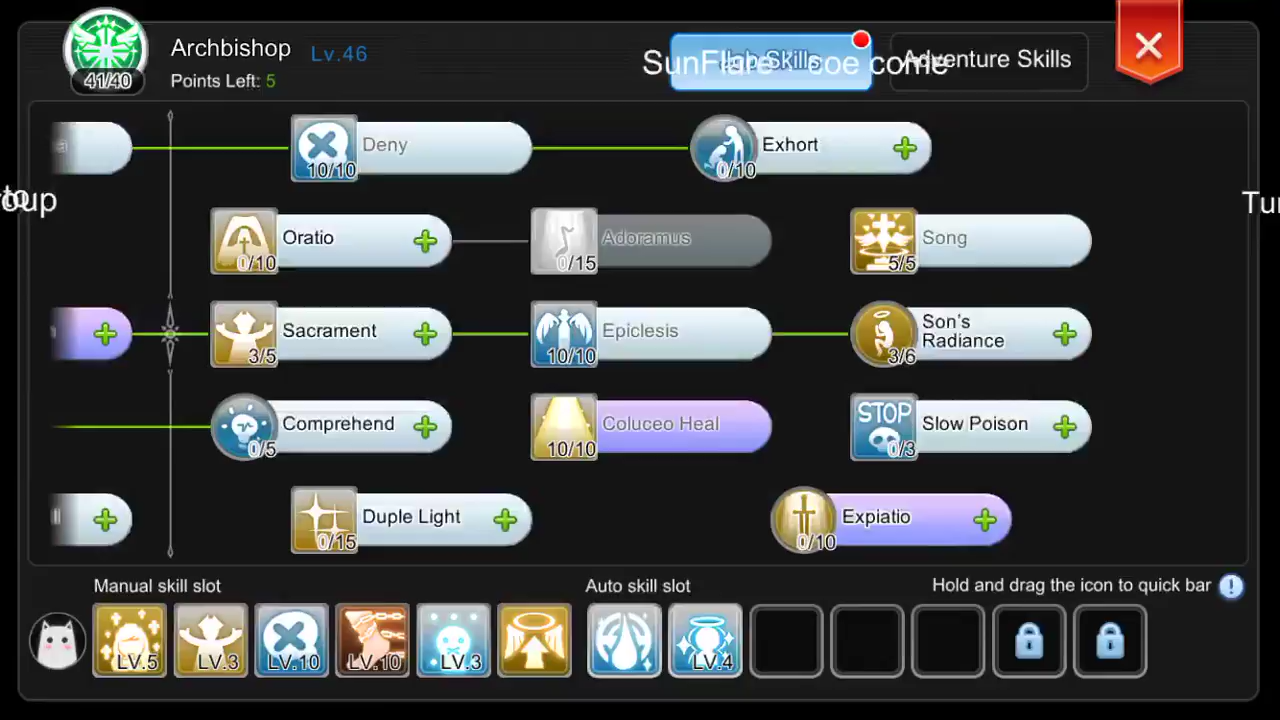 Archbishop Lv.46
41/40
Points Left: 5
Job Skills
Adventure Skills
SunFlare coe come
Deny
10/10
Exhort
0/10
oup
Tur
Oratio
0/10
Adoramus
0/15
Song
5/5
Sacrament
3/5
Epiclesis
10/10
Son's
Radiance
3/6
Comprehend
0/5
Coluceo Heal
10/10
STOP
Slow Poison
0/3
Duple Light
0/15
Expiatio
0/10
Manual skill slot
Auto skill slot
Hold and drag the icon to quick bar
LV.5
LV.3
LV.10
LV.10
LV.3
LV.4